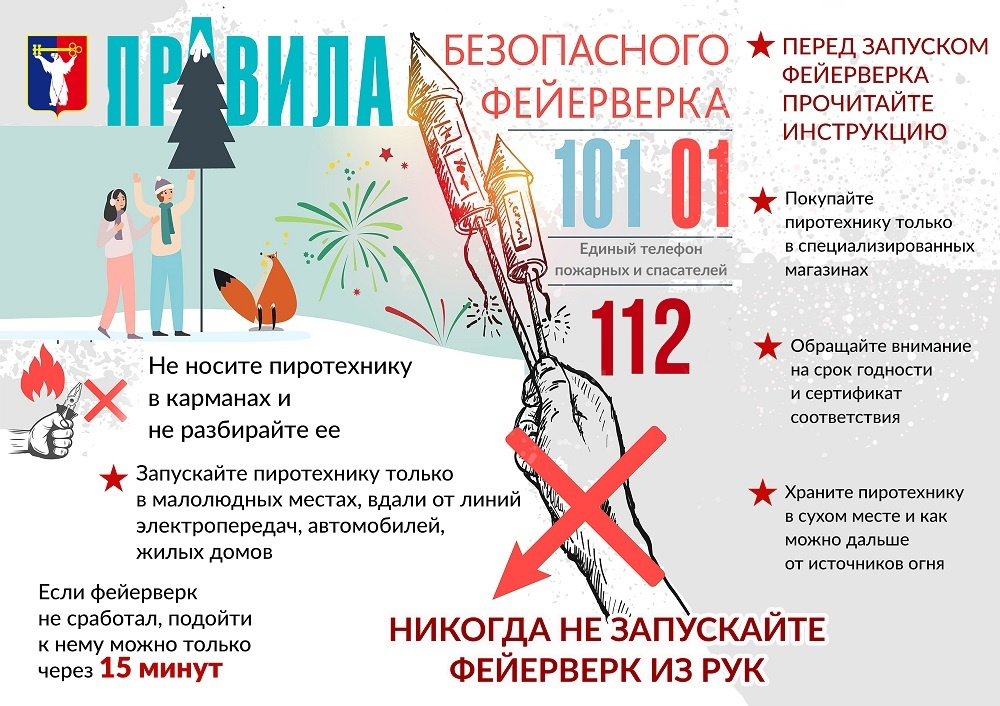 ПРАВИЛА
БЕЗОПАСНОГО
ФЕЙЕРВЕРКА
101 01
Единый телефон
пожарных и спасателей
112
ПЕРЕД ЗАПУСКОМ
ФЕЙЕРВЕРКА
ПРОЧИТАЙТЕ
ИНСТРУКЦИЮ
Покупайте
пиротехнику только
в специализированных
магазинах
Обращайте внимание
на срок годности
и сертификат
соответствия
Храните пиротехнику
в сухом месте и как
можно дальше
от источников огня
Не носите пиротехнику
в карманах и
не разбирайте ее
Запускайте пиротехнику только
в малолюдных местах, вдали от линий
электропередач, автомобилей,
жилых домов
Если фейерверк
не сработал, подойти
к нему можно только
через 15 минут
НИКОГДА НЕ ЗАПУСКАЙТЕ
ФЕЙЕРВЕРК ИЗ РУК